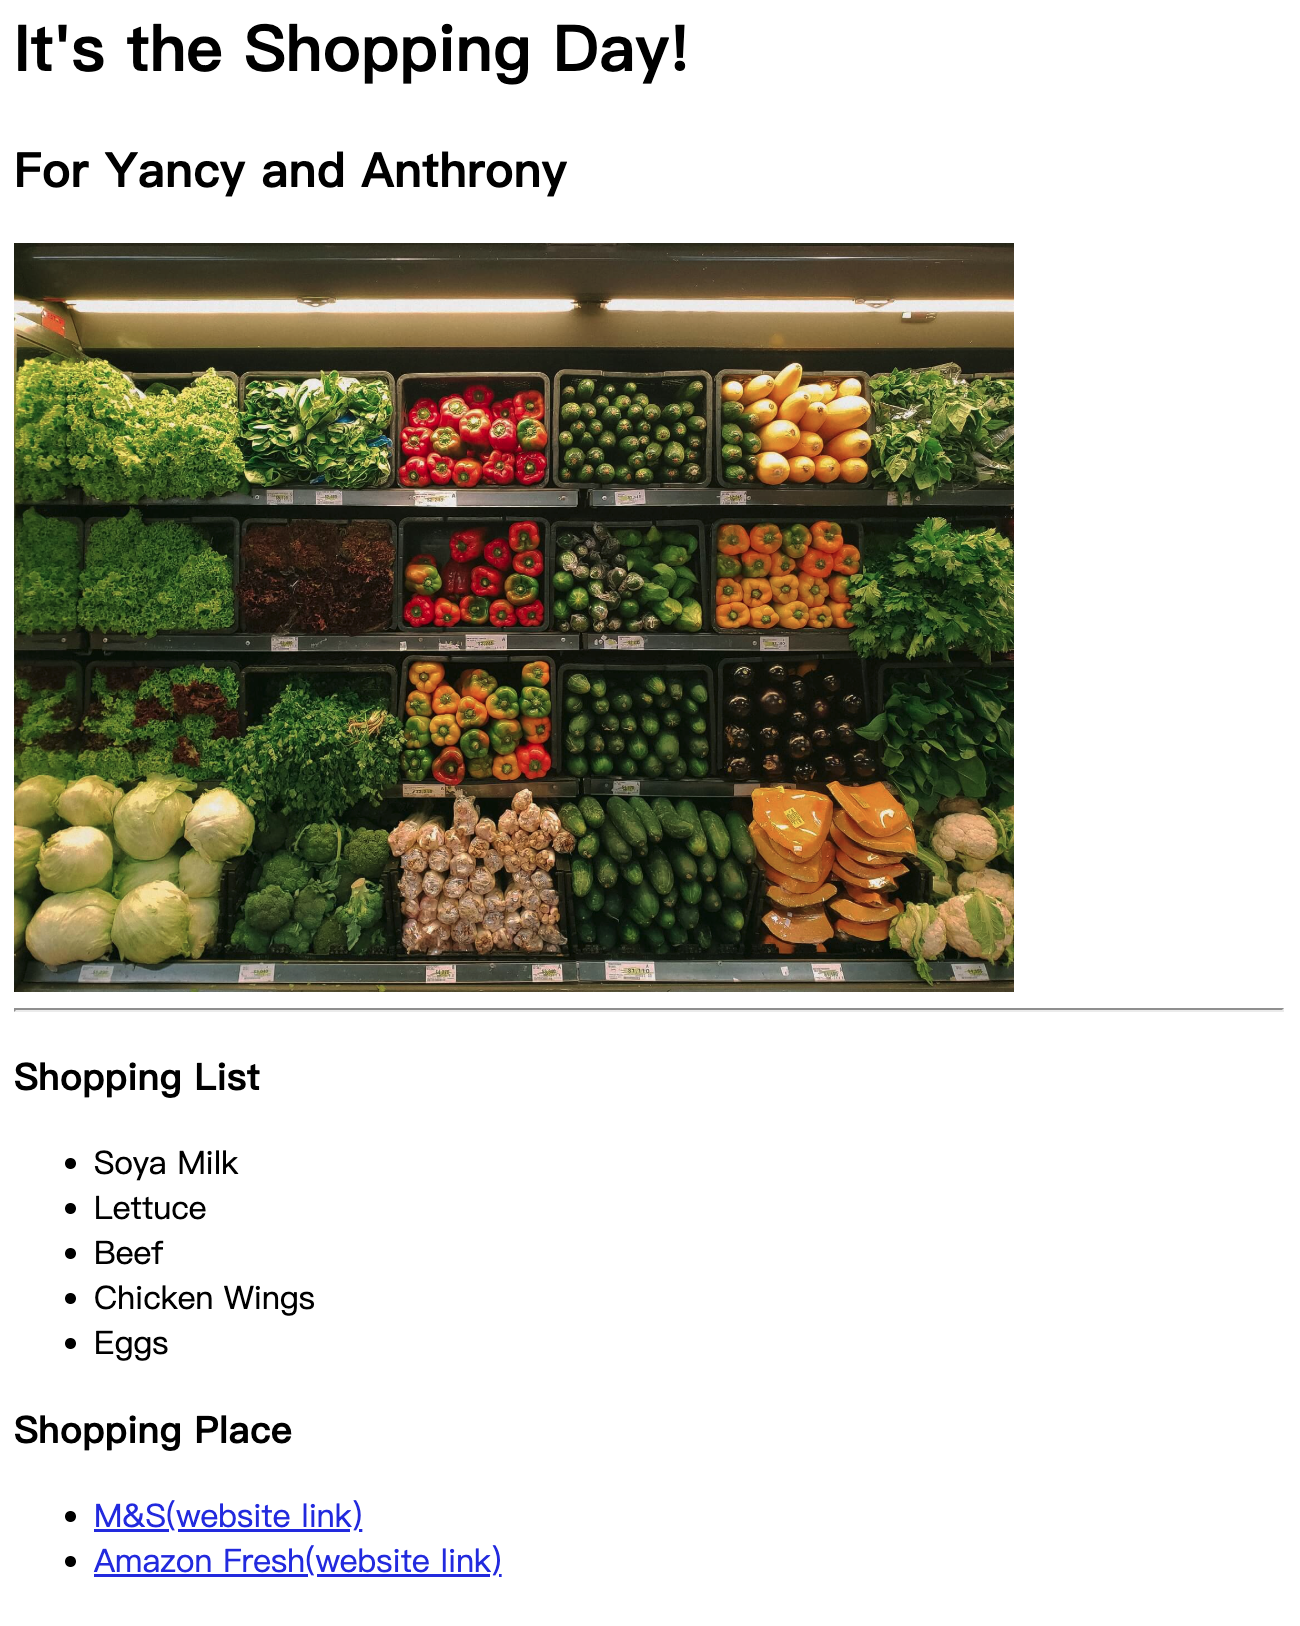 It's the Shopping Day!
For Yancy and Anthrony
Shopping List
Soya Milk
Lettuce
Beef
Chicken Wings
Eggs
Shopping Place
M&S(website link)
Amazon Fresh(website link)